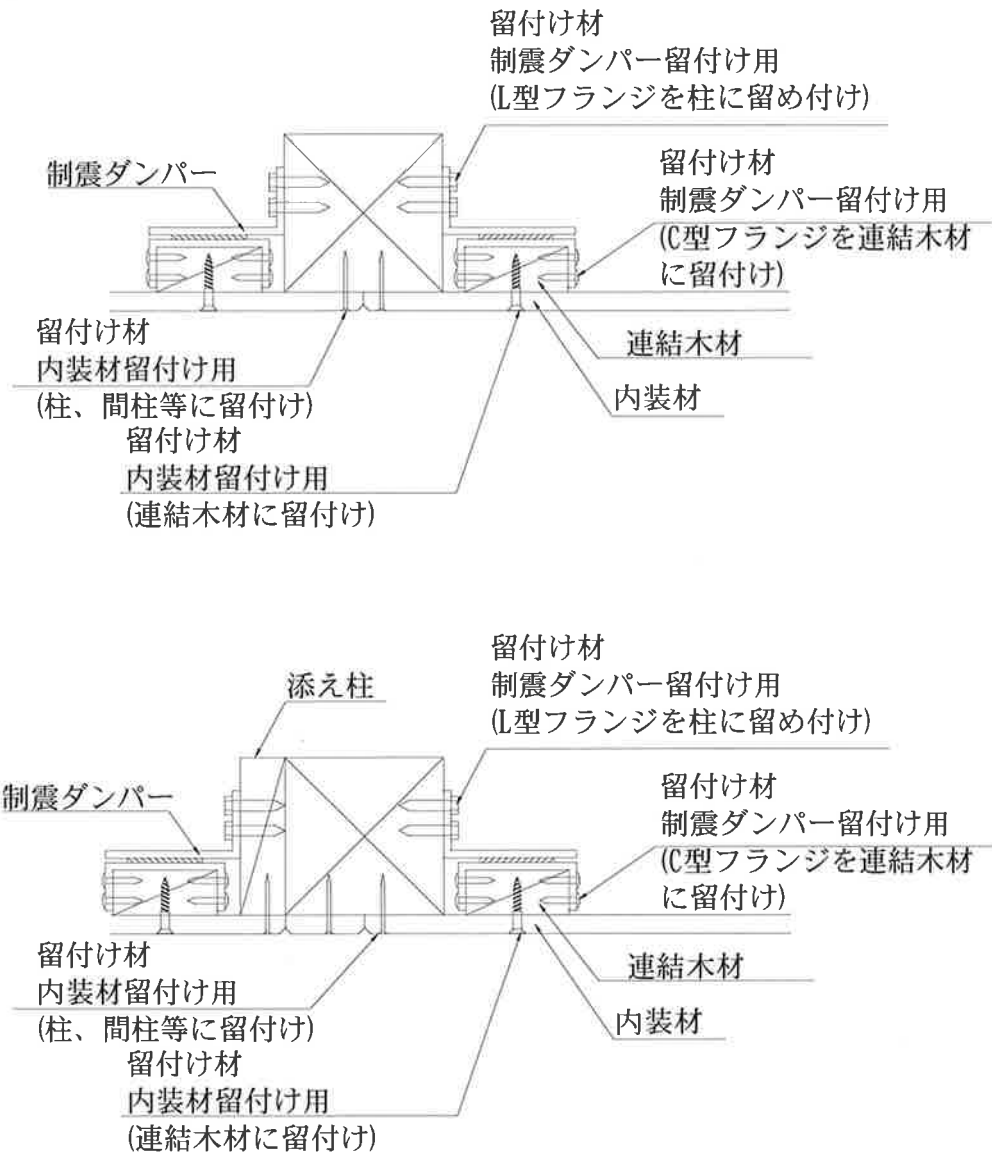 留付け材
制震ダンパー留付け用
(L型フランジを柱に留め付け)
制震ダンパー
留付け材
制震ダンパー留付け用
(C型フランジを連結木材
に留付け)
留付け材
内装材留付け用
(柱、間柱等に留付け)
連結木材
内装材
留付け材
内装材留付け用
(連結木材に留付け)
留付け材
制震ダンパー留付け用
(L型フランジを柱に留め付け)
添え柱
制震ダンパー
留付け材
制震ダンパー留付け用
(C型フランジを連結木材
に留付け)
留付け材
内装材留付け用
(柱、間柱等に留付け)
連結木材
内装材
留付け材
内装材留付け用
(連結木材に留付け)